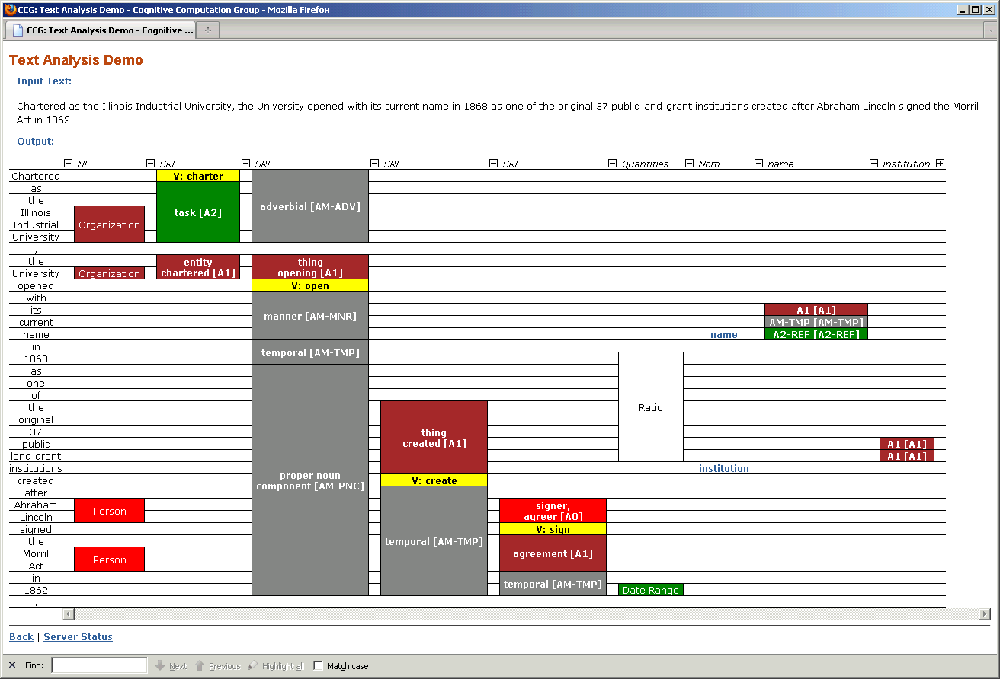 CCG: Text Analysis Demo - Cognitive Computation Group - Mozilla Firefox
CCG: Text Analysis Demo - Cognitive ...
Text Analysis Demo
Input Text:
Chartered as the Illinois Industrial University, the University opened with its current name in 1868 as one of the original 37 public land-grant institutions created after Abraham Lincoln signed the Morril
Act in 1862.
Output:
NE SRL SRL SRL SRL Quantities Nom name institution
Chartered V: charter
as
the
adverbial [AM-ADV]
Illinois task [A2]
Industrial Organization
University
,
the entity thing
University Organization chartered [A1] opening [A1]
opened V: open
with
its A1 [A1]
manner [AM-MNR]
current AM-TMP [AM-TMP]
name name A2-REF [A2-REF]
in
temporal [AM-TMP]
1868
as
one
of
the Ratio
original
37 thing
public created [A1] A1 [A1]
land-grant A1 [A1]
institutions institution
created proper noun V: create
component [AM-PNC]
after
Abraham signer,
Person
Lincoln agreer [A0]
signed V: sign
the temporal [AM-TMP]
Morril agreement [A1]
Person
Act
in
temporal [AM-TMP]
1862 Date Range
.
Back | Server Status
Find: Next Previous Highlight all Match case